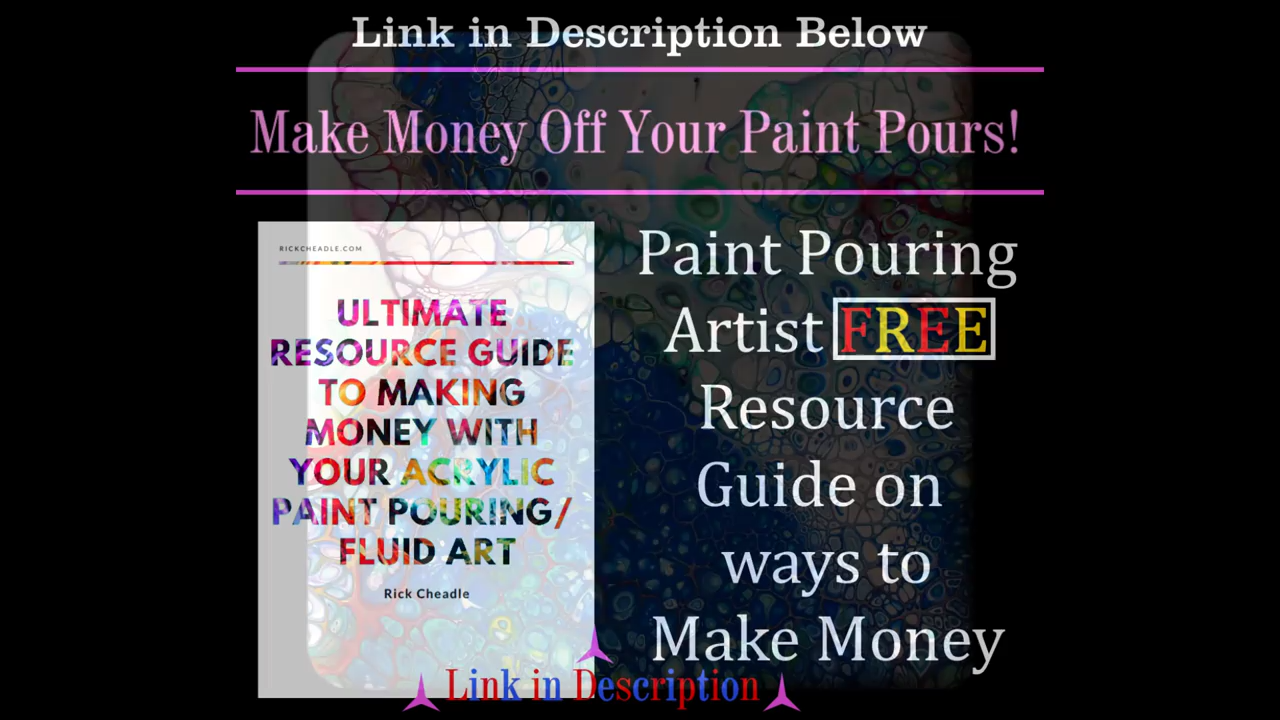 Link in Description Below
Make Money Off Your Paint Pours!
RICKCHEADLE.COM
ULTIMATE
RESOURCE GUIDE
TO MAKING
MONEY WITH
YOUR ACRYLIC
PAINT POURING/
FLUID ART
Rick Cheadle
Paint Pouring
Artist FREE
Resource
Guide on
ways to
Make Money
Link in Description